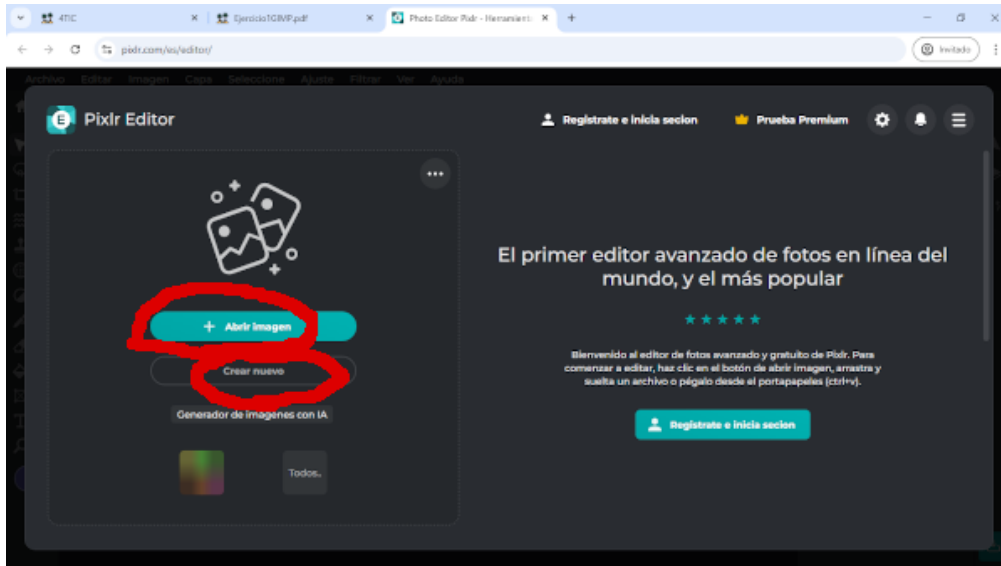 4TIC
Ejercicio1GIMP.pdf
Photo Editor Pixlr - Herramient
pixlr.com/es/editor/
Invitado
Archivo Editar Imagen Capa Seleccione Ajuste Filtrar Ver Ayuda
E Pixlr Editor
Registrate e inicia secion
Prueba Premium
+ Abrir imagen
Crear nuevo
Generador de imagenes con IA
Todos..
El primer editor avanzado de fotos en línea del
mundo, y el más popular
Bienvenido al editor de fotos avanzado y gratuito de Pixlr. Para
comenzar a editar, haz clic en el botón de abrir imagen, arrastra y
suelta un archivo o pégalo desde el portapapeles (ctrl+v).
Registrate e inicia secion